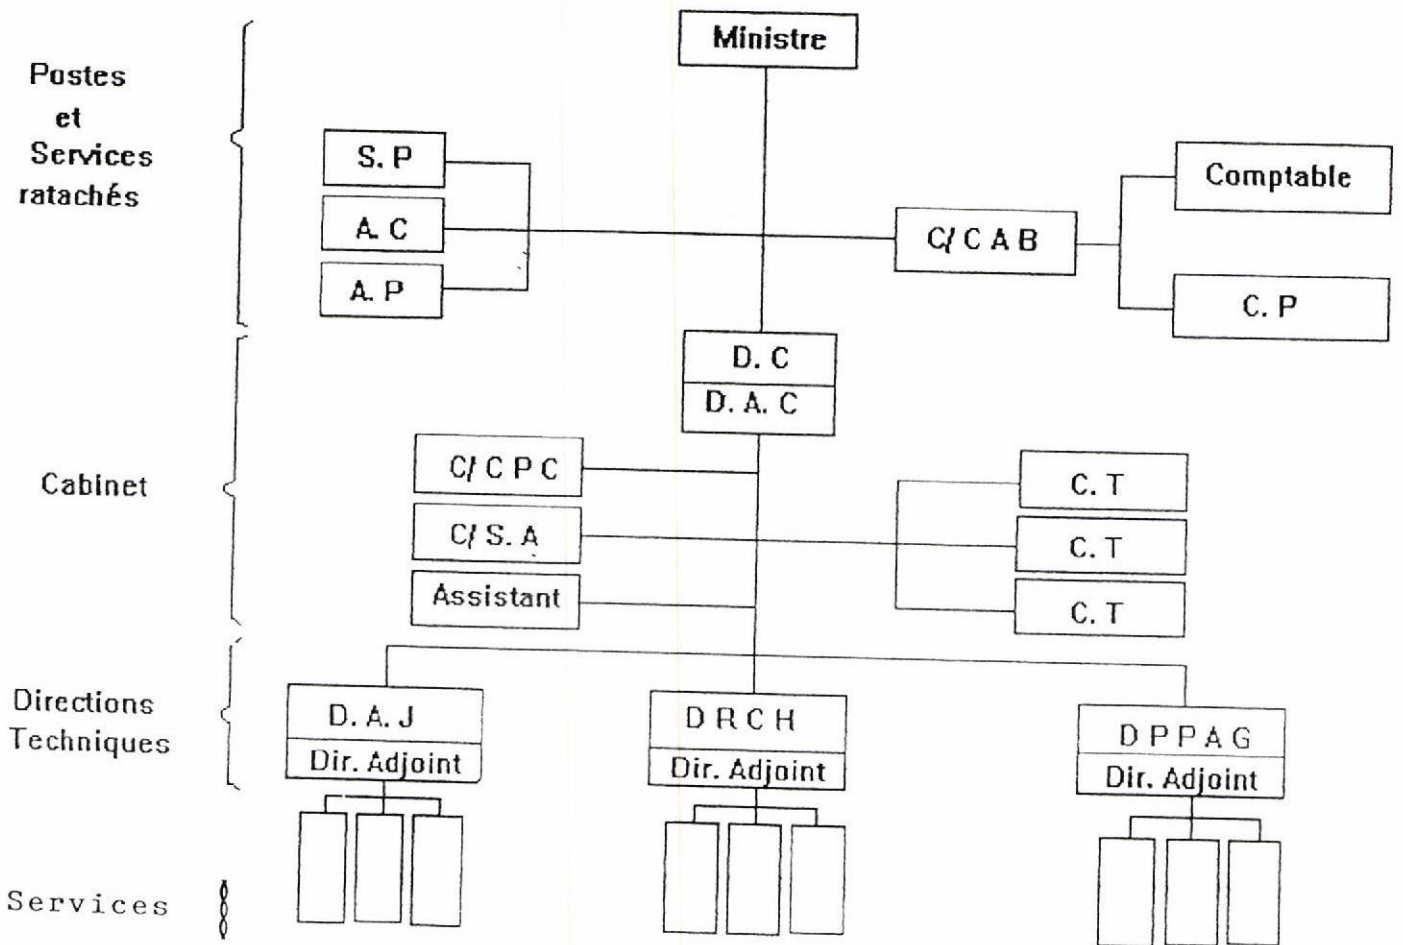 Ministre
Postes
et
Services
ratachés
S. P
A. C
A. P
C/ C A B
Comptable
C. P
D. C
D. A. C
Cabinet
C/ C P C
C/ S. A
Assistant
C. T
C. T
C. T
Directions
Techniques
D. A. J
Dir. Adjoint
D R C H
Dir. Adjoint
D P P A G
Dir. Adjoint
Services